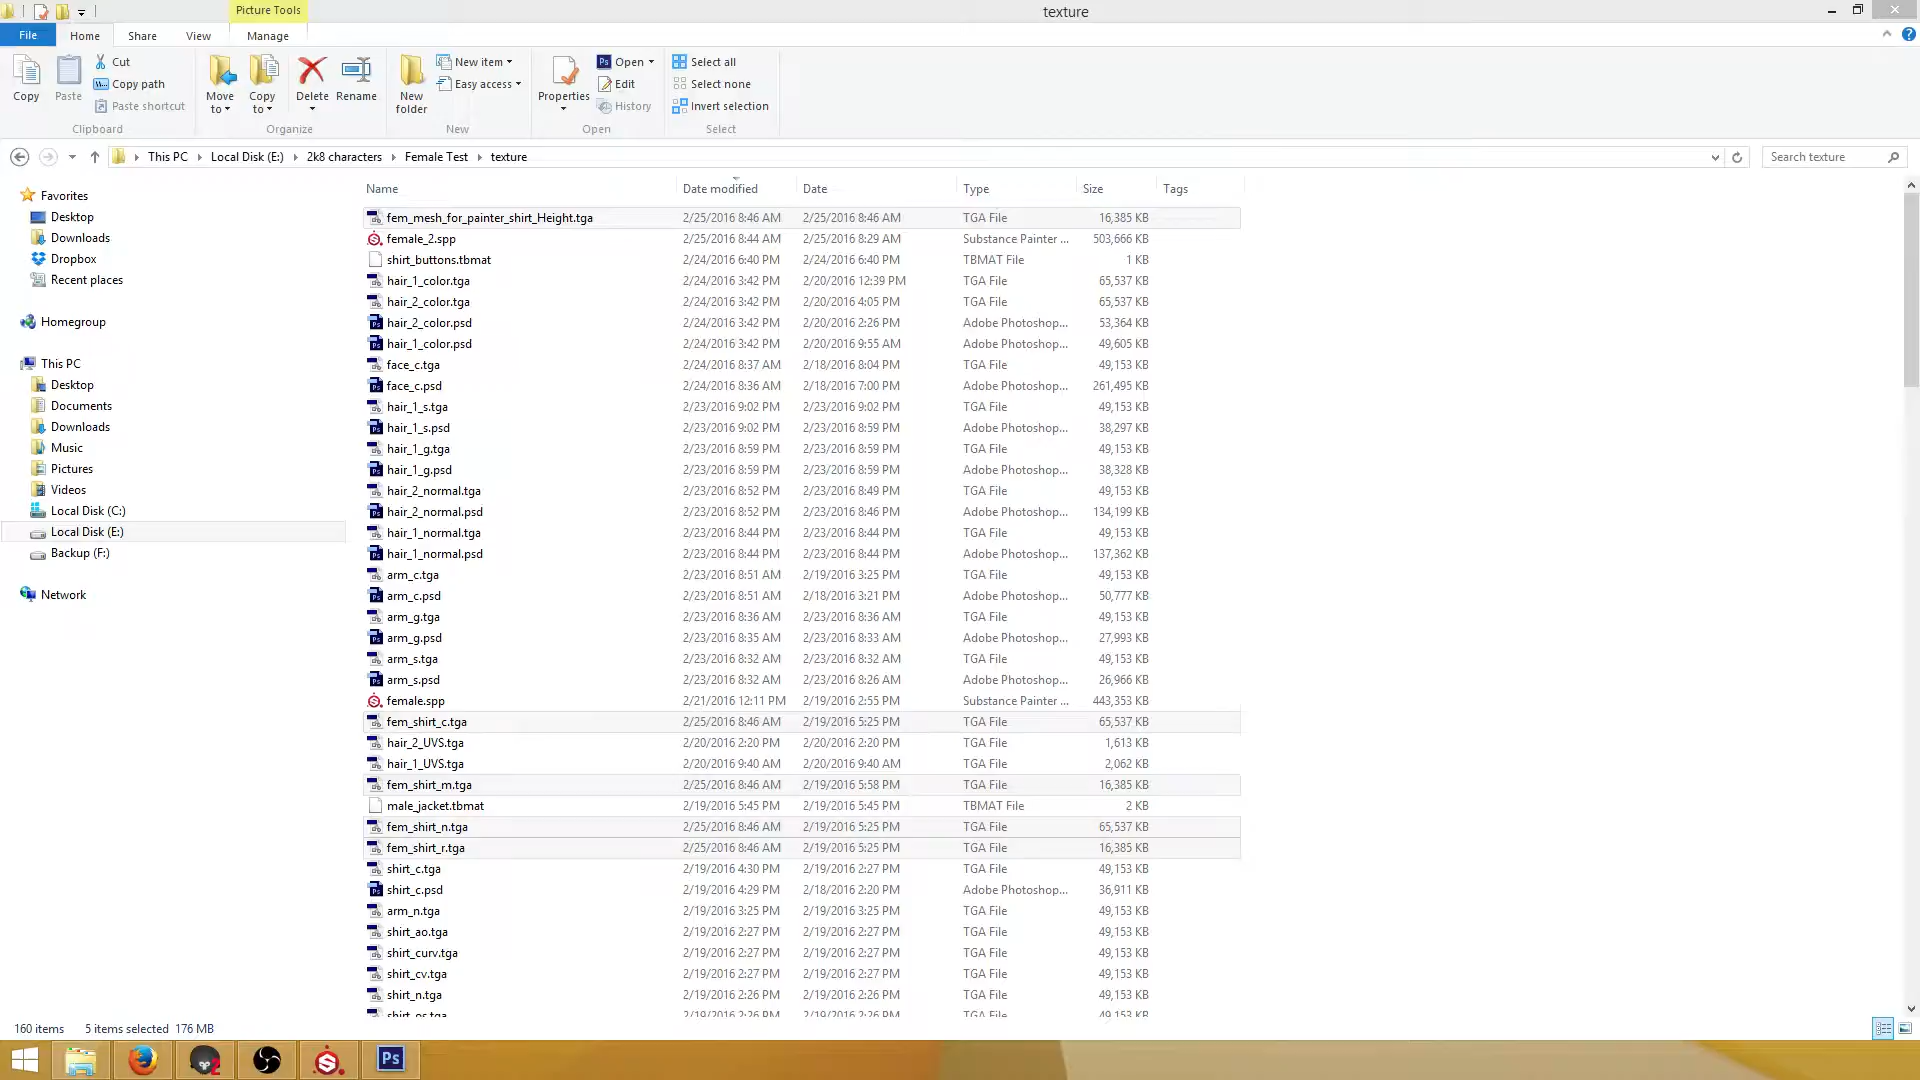 Picture Tools
texture
File Home Share View Manage
Copy
Paste
Cut
Copy path
Paste shortcut
Clipboard
Move to
Copy to
Delete
Rename
Organize
New folder
New item
Easy access
New
Properties
Open
Edit
History
Open
Select all
Select none
Invert selection
Select
This PC Local Disk (E:) 2k8 characters Female Test texture
Search texture
Favorites
Desktop
Downloads
Dropbox
Recent places
Homegroup
This PC
Desktop
Documents
Downloads
Music
Pictures
Videos
Local Disk (C:)
Local Disk (E:)
Backup (F:)
Network
Name Date modified Date Type Size Tags
fem_mesh_for_painter_shirt_Height.tga 2/25/2016 8:46 AM 2/25/2016 8:46 AM TGA File 16,385 KB
female_2.spp 2/25/2016 8:44 AM 2/25/2016 8:29 AM Substance Painter ... 503,666 KB
shirt_buttons.tbmat 2/24/2016 6:40 PM 2/24/2016 6:40 PM TBMAT File 1 KB
hair_1_color.tga 2/24/2016 3:42 PM 2/20/2016 12:39 PM TGA File 65,537 KB
hair_2_color.tga 2/24/2016 3:42 PM 2/20/2016 4:05 PM TGA File 65,537 KB
hair_2_color.psd 2/24/2016 3:42 PM 2/20/2016 2:26 PM Adobe Photoshop... 53,364 KB
hair_1_color.psd 2/24/2016 3:42 PM 2/20/2016 9:55 AM Adobe Photoshop... 49,605 KB
face_c.tga 2/24/2016 8:37 AM 2/18/2016 8:04 PM TGA File 49,153 KB
face_c.psd 2/24/2016 8:36 AM 2/18/2016 7:00 PM Adobe Photoshop... 261,495 KB
hair_1_s.tga 2/23/2016 9:02 PM 2/23/2016 9:02 PM TGA File 49,153 KB
hair_1_s.psd 2/23/2016 9:02 PM 2/23/2016 8:59 PM Adobe Photoshop... 38,297 KB
hair_1_g.tga 2/23/2016 8:59 PM 2/23/2016 8:59 PM TGA File 49,153 KB
hair_1_g.psd 2/23/2016 8:59 PM 2/23/2016 8:59 PM Adobe Photoshop... 38,328 KB
hair_2_normal.tga 2/23/2016 8:52 PM 2/23/2016 8:49 PM TGA File 49,153 KB
hair_2_normal.psd 2/23/2016 8:52 PM 2/23/2016 8:46 PM Adobe Photoshop... 134,199 KB
hair_1_normal.tga 2/23/2016 8:44 PM 2/23/2016 8:44 PM TGA File 49,153 KB
hair_1_normal.psd 2/23/2016 8:44 PM 2/23/2016 8:44 PM Adobe Photoshop... 137,362 KB
arm_c.tga 2/23/2016 8:51 AM 2/19/2016 3:25 PM TGA File 49,153 KB
arm_c.psd 2/23/2016 8:51 AM 2/18/2016 3:21 PM Adobe Photoshop... 50,777 KB
arm_g.tga 2/23/2016 8:36 AM 2/23/2016 8:36 AM TGA File 49,153 KB
arm_g.psd 2/23/2016 8:35 AM 2/23/2016 8:33 AM Adobe Photoshop... 27,993 KB
arm_s.tga 2/23/2016 8:32 AM 2/23/2016 8:32 AM TGA File 49,153 KB
arm_s.psd 2/23/2016 8:32 AM 2/23/2016 8:26 AM Adobe Photoshop... 26,966 KB
female.spp 2/21/2016 12:11 PM 2/19/2016 2:55 PM Substance Painter ... 443,353 KB
fem_shirt_c.tga 2/25/2016 8:46 AM 2/19/2016 5:25 PM TGA File 65,537 KB
hair_2_UVS.tga 2/20/2016 2:20 PM 2/20/2016 2:20 PM TGA File 1,613 KB
hair_1_UVS.tga 2/20/2016 9:40 AM 2/20/2016 9:40 AM TGA File 2,062 KB
fem_shirt_m.tga 2/25/2016 8:46 AM 2/19/2016 5:58 PM TGA File 16,385 KB
male_jacket.tbmat 2/19/2016 5:45 PM 2/19/2016 5:45 PM TBMAT File 2 KB
fem_shirt_n.tga 2/25/2016 8:46 AM 2/19/2016 5:25 PM TGA File 65,537 KB
fem_shirt_r.tga 2/25/2016 8:46 AM 2/19/2016 5:25 PM TGA File 16,385 KB
shirt_c.tga 2/19/2016 4:30 PM 2/19/2016 2:27 PM TGA File 49,153 KB
shirt_c.psd 2/19/2016 4:29 PM 2/18/2016 2:20 PM Adobe Photoshop... 36,911 KB
arm_n.tga 2/19/2016 3:25 PM 2/19/2016 3:25 PM TGA File 49,153 KB
shirt_ao.tga 2/19/2016 2:27 PM 2/19/2016 2:27 PM TGA File 49,153 KB
shirt_curv.tga 2/19/2016 2:27 PM 2/19/2016 2:27 PM TGA File 49,153 KB
shirt_cv.tga 2/19/2016 2:27 PM 2/19/2016 2:27 PM TGA File 49,153 KB
shirt_n.tga 2/19/2016 2:26 PM 2/19/2016 2:26 PM TGA File 49,153 KB
shirt_os.tga 2/19/2016 2:26 PM 2/19/2016 2:26 PM TGA File 49,153 KB
160 items 5 items selected 176 MB
Ps